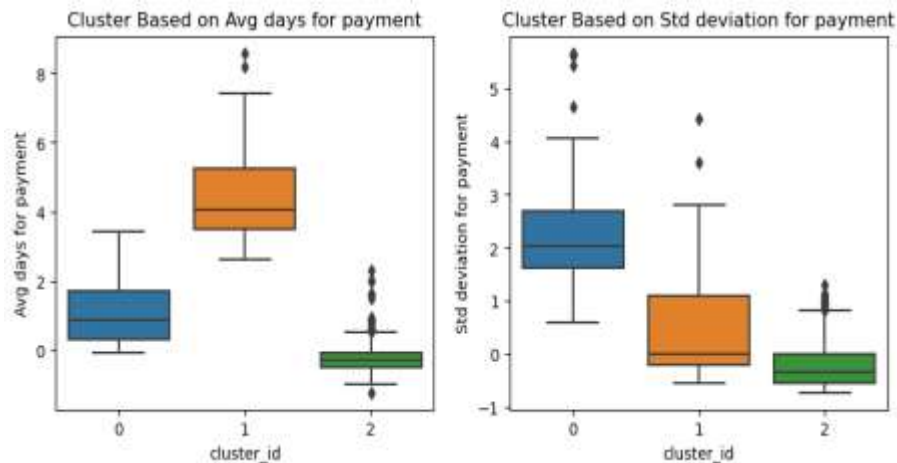 Cluster Based on Avg days for payment
Avg days for payment
8
6
4
2
0
0 1 2
cluster_id
Cluster Based on Std deviation for payment
Std deviation for payment
5
4
3
2
1
0
−1
0 1 2
cluster_id